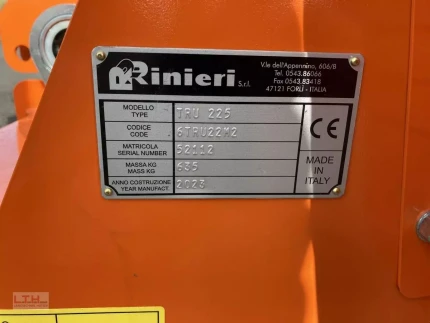 Rinieri S.r.l.
V.le dell'Appennino, 606/B
Tel. 0543.86066
Fax 0543.83418
47121 FORLÌ - ITALIA
MODELLO
TYPE
TRU 225
CODICE
CODE
6TRU22M2
MATRICOLA
SERIAL NUMBER
52112
MASSA KG
MASS KG
635
ANNO COSTRUZIONE
YEAR MANUFACT.
2023
CE
MADE
IN
ITALY
L.T.H.